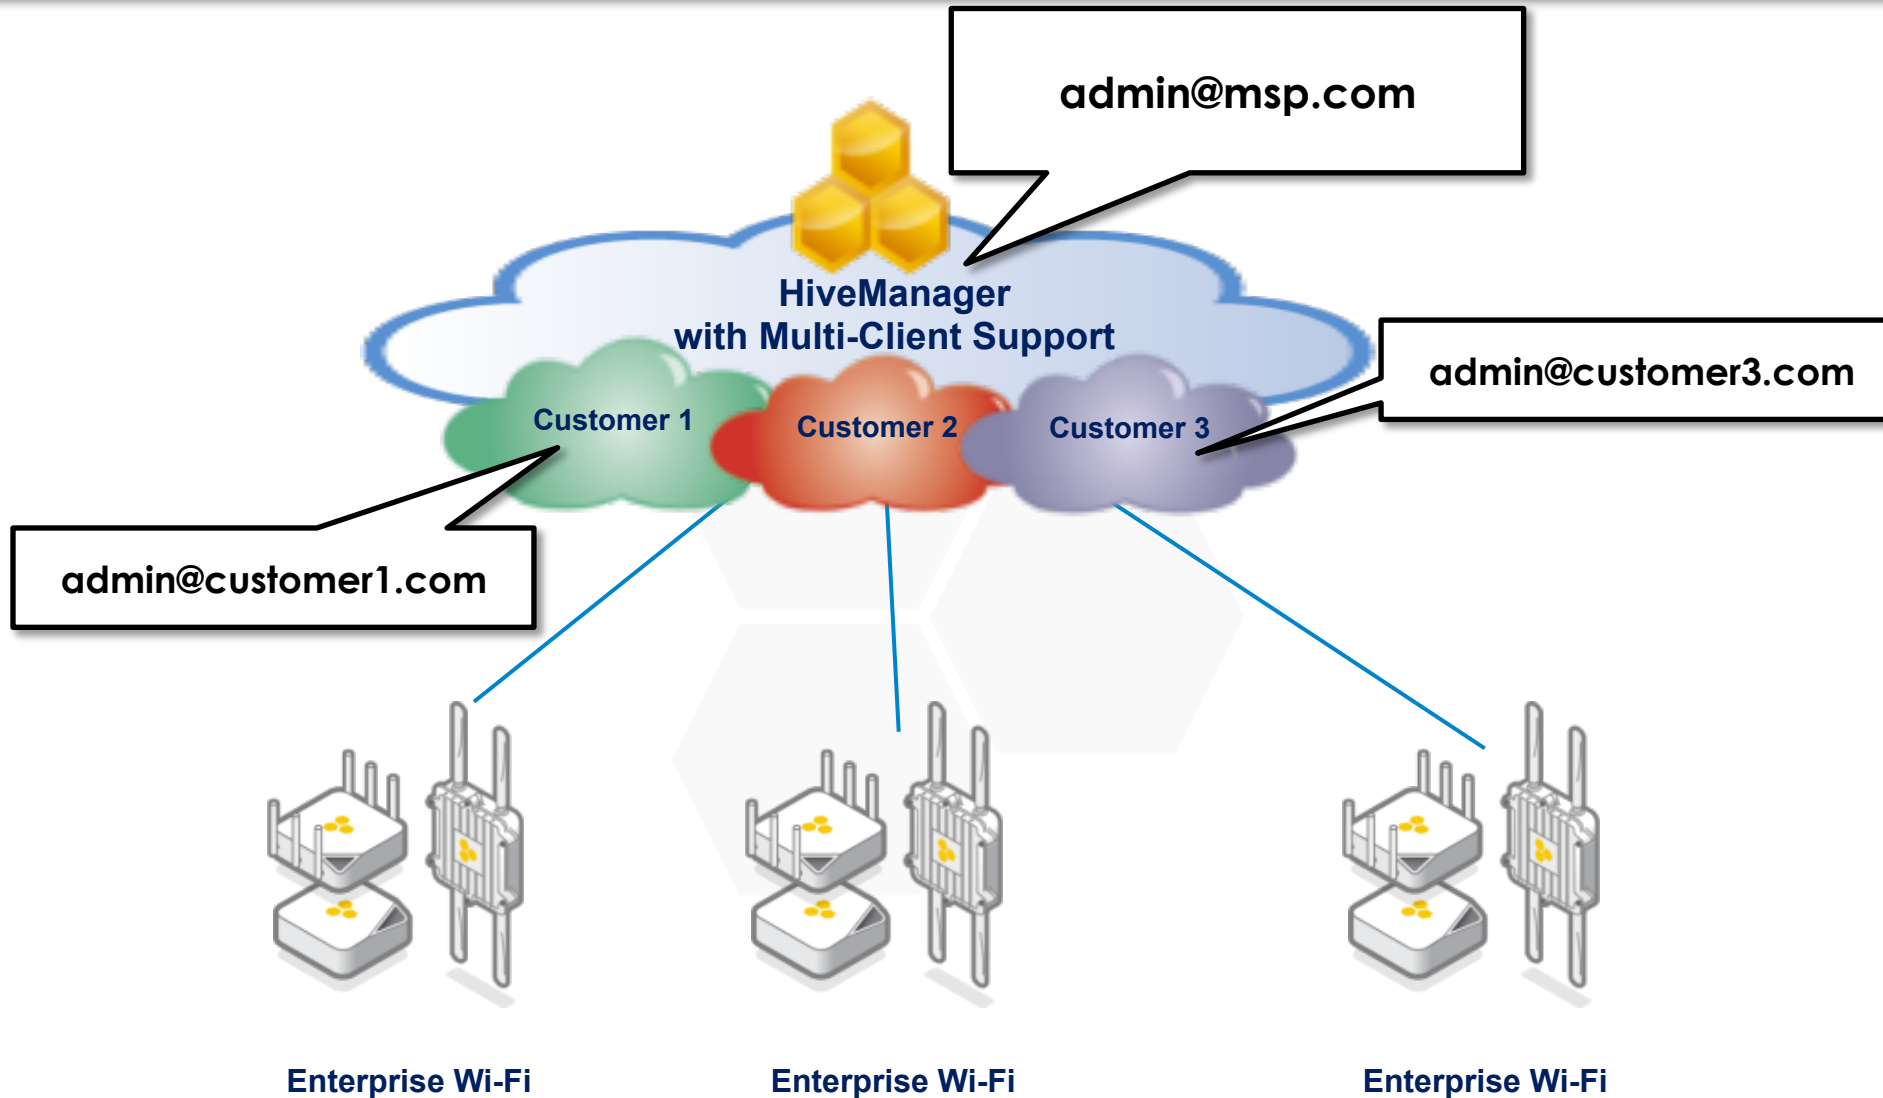 admin@msp.com
HiveManager
with Multi-Client Support
admin@customer3.com
Customer 1
Customer 2
Customer 3
admin@customer1.com
Enterprise Wi-Fi
Enterprise Wi-Fi
Enterprise Wi-Fi